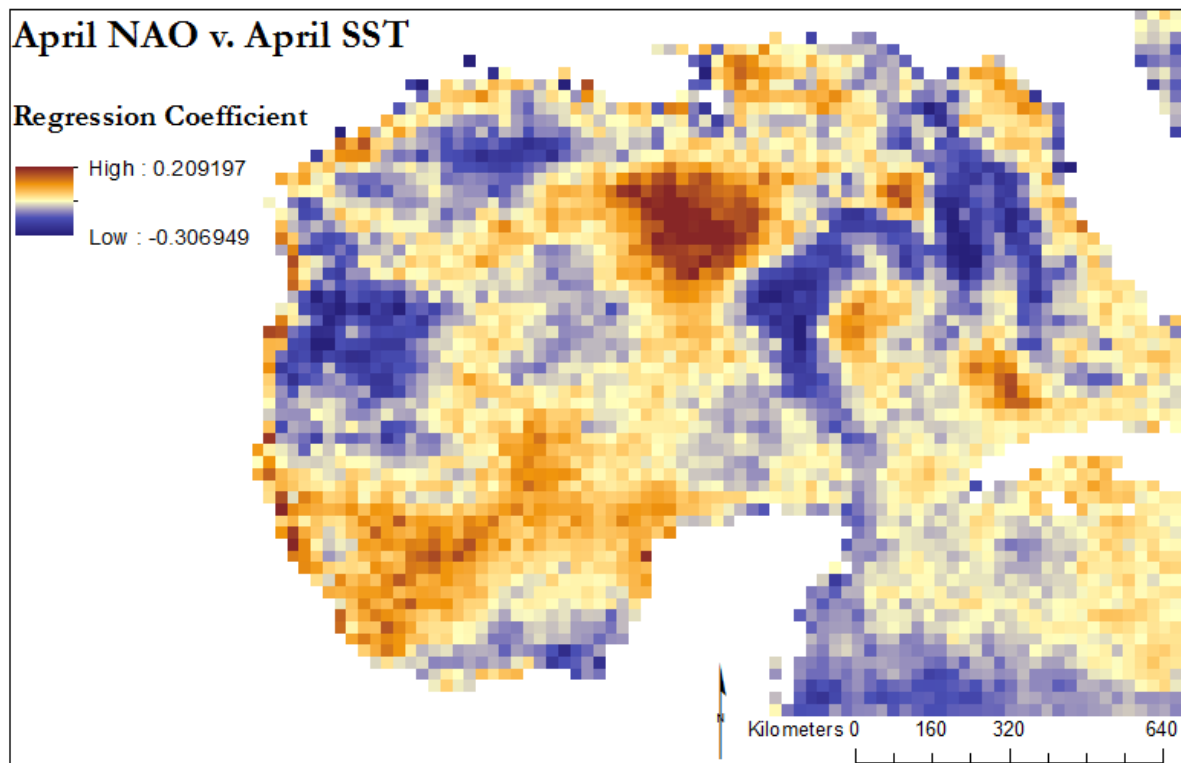 April NAO v. April SST
Regression Coefficient
High : 0.209197
Low : -0.306949
N
Kilometers 0 160 320 640